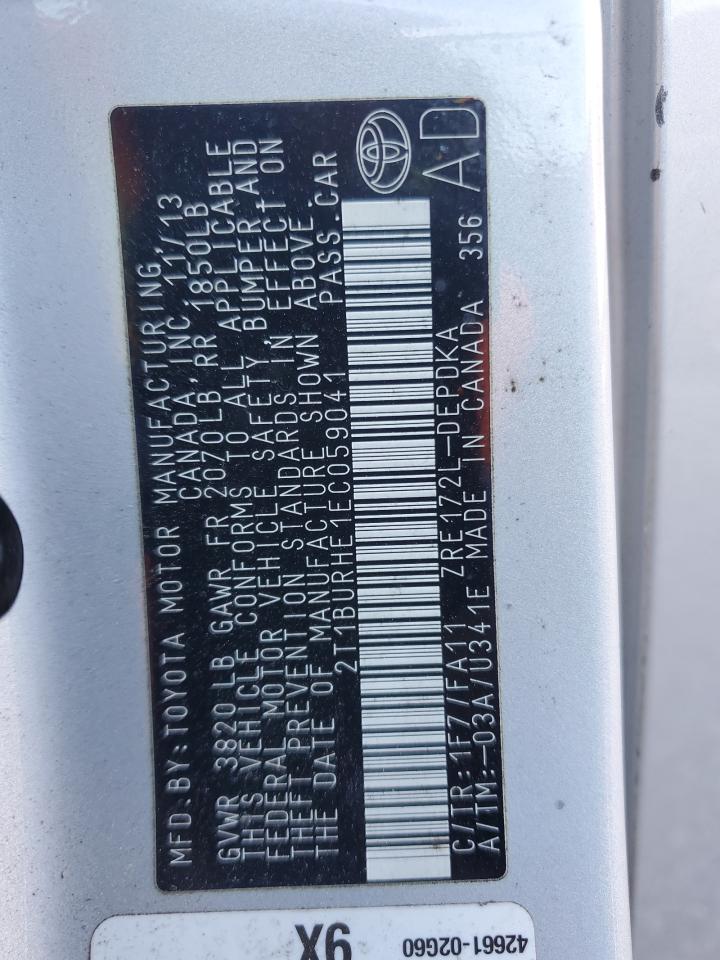 MFD.BY:TOYOTA MOTOR MANUFACTURING,
CANADA, INC 11/13
GVWR 3820 LB GAWR FR 2070LB, RR 1850LB
THIS VEHICLE CONFORMS TO ALL APPLICABLE
FEDERAL MOTOR VEHICLE SAFETY, BUMPER AND
THEFT PREVENTION STANDARDS IN EFFECT ON
THE DATE OF MANUFACTURE SHOWN ABOVE.
2T1BURHE1EC059041 PASS.CAR
C/TR:1F7/FA11 ZRE172L-DEPDKA
A/TM:-03A/U341E MADE IN CANADA 356
AD
9X
42661-02G60